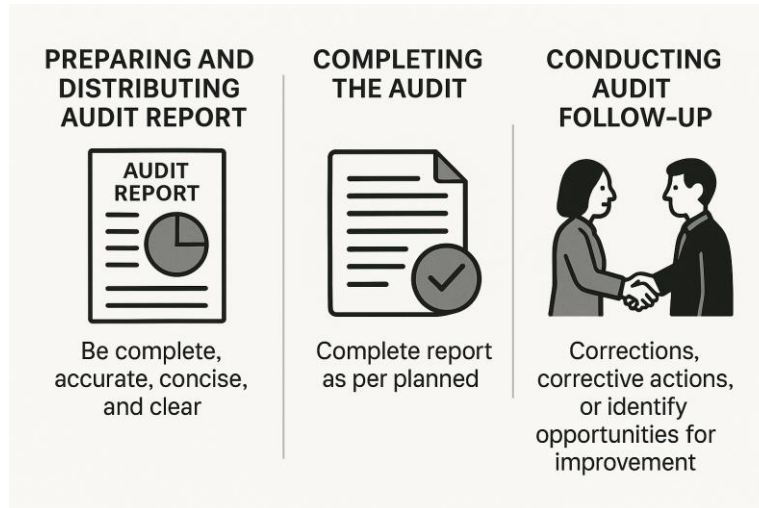 PREPARING AND
DISTRIBUTING
AUDIT REPORT
AUDIT
REPORT
Be complete,
accurate, concise,
and clear
COMPLETING
THE AUDIT
Complete report
as per planned
CONDUCTING
AUDIT
FOLLOW-UP
Corrections,
corrective actions,
or identify
opportunities for
improvement